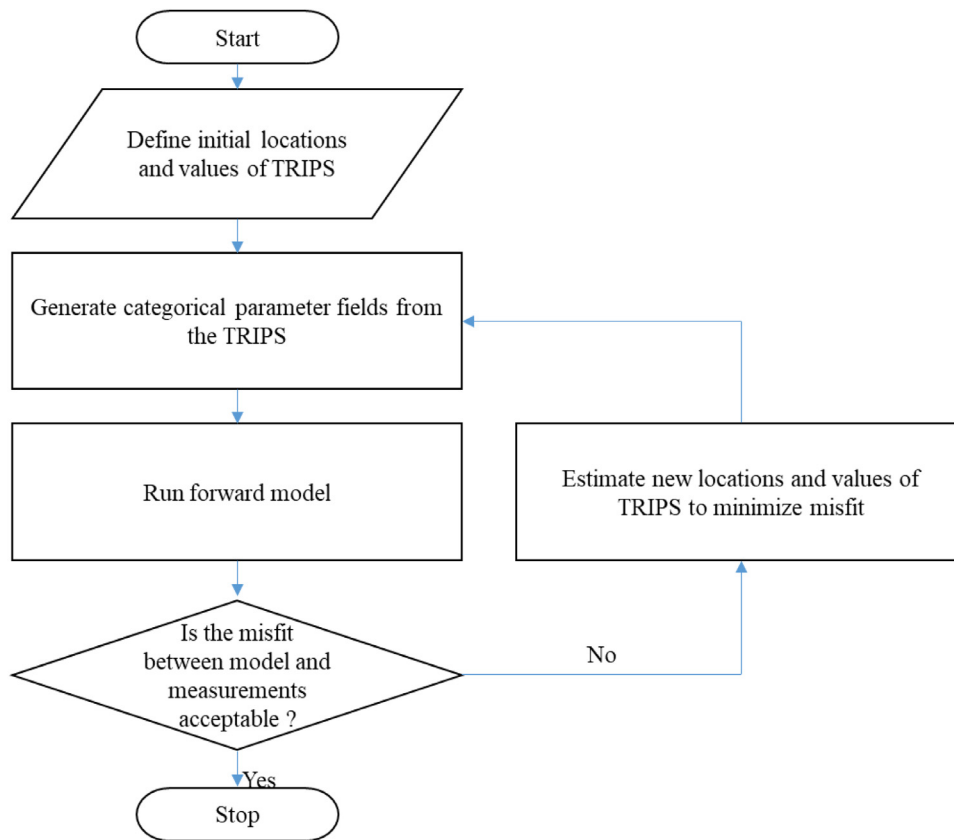 Start
Define initial locations
and values of TRIPS
Generate categorical parameter fields from
the TRIPS
Run forward model
Estimate new locations and values of
TRIPS to minimize misfit
Is the misfit
between model and
measurements
acceptable ?
No
Yes
Stop